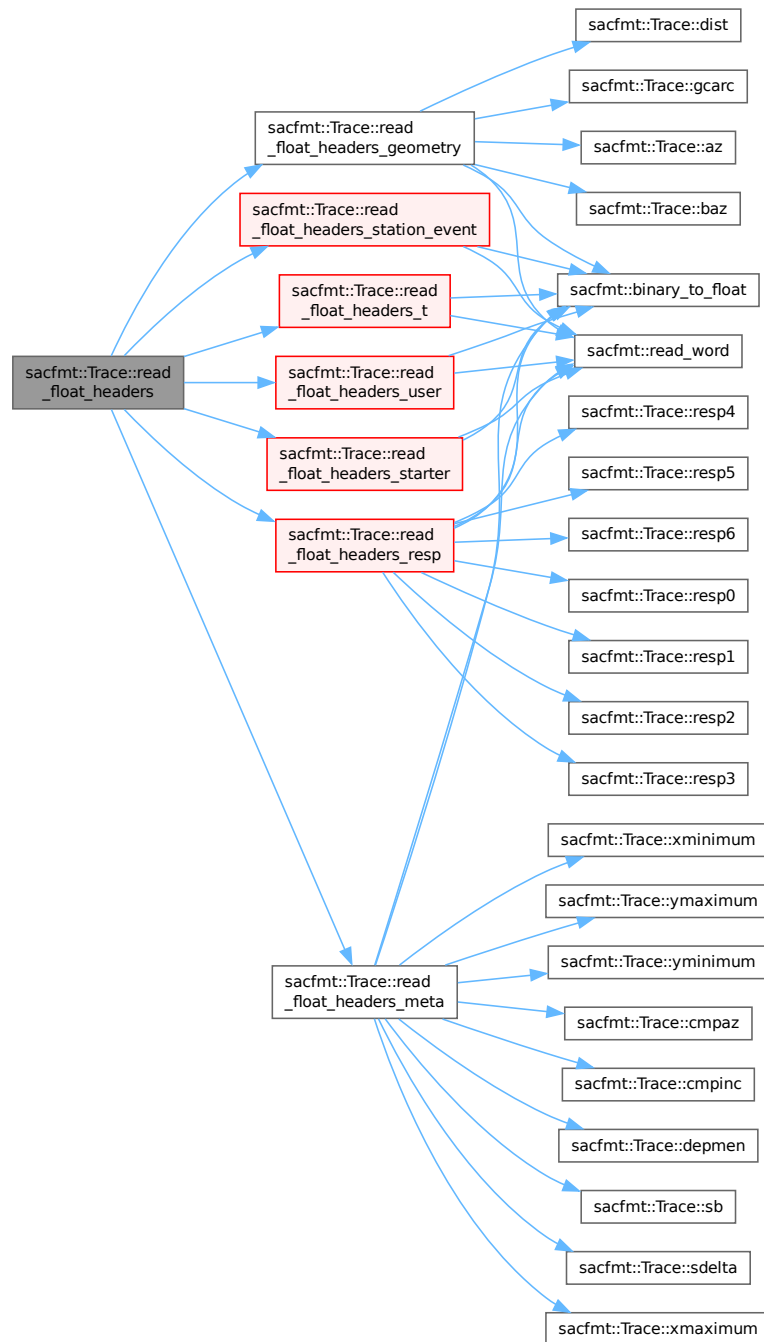 sacfmt::Trace::read
_float_headers
sacfmt::Trace::read
_float_headers_geometry
sacfmt::Trace::read
_float_headers_station_event
sacfmt::Trace::read
_float_headers_t
sacfmt::Trace::read
_float_headers_user
sacfmt::Trace::read
_float_headers_starter
sacfmt::Trace::read
_float_headers_resp
sacfmt::Trace::read
_float_headers_meta
sacfmt::Trace::dist
sacfmt::Trace::gcarc
sacfmt::Trace::az
sacfmt::Trace::baz
sacfmt::binary_to_float
sacfmt::read_word
sacfmt::Trace::resp4
sacfmt::Trace::resp5
sacfmt::Trace::resp6
sacfmt::Trace::resp0
sacfmt::Trace::resp1
sacfmt::Trace::resp2
sacfmt::Trace::resp3
sacfmt::Trace::xminimum
sacfmt::Trace::ymaximum
sacfmt::Trace::yminimum
sacfmt::Trace::cmpaz
sacfmt::Trace::cmpinc
sacfmt::Trace::depmen
sacfmt::Trace::sb
sacfmt::Trace::sdelta
sacfmt::Trace::xmaximum